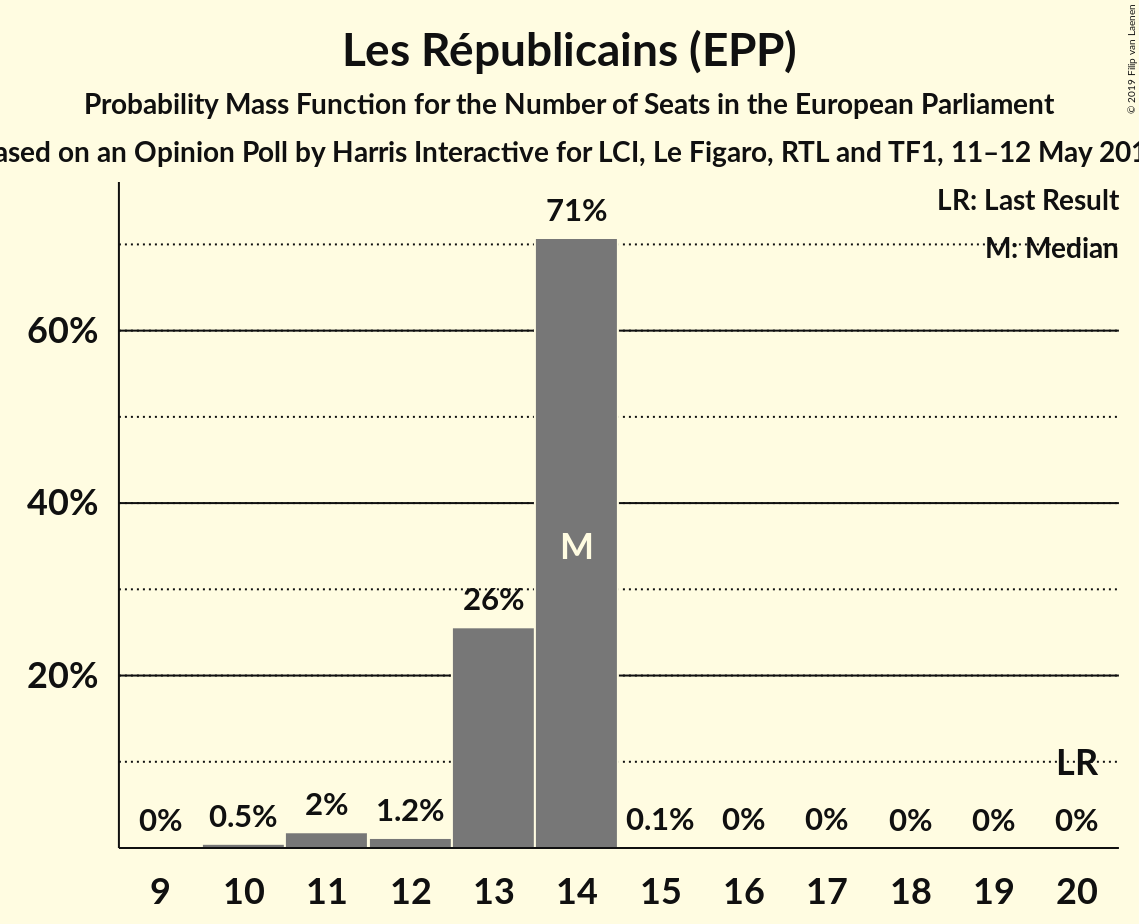 Les Républicains (EPP)
Probability Mass Function for the Number of Seats in the European Parliament
ased on an Opinion Poll by Harris Interactive for LCI, Le Figaro, RTL and TF1, 11–12 May 201
© 2019 Filip van Laenen
LR: Last Result
M: Median
71%
60%
40%
M
26%
20%
LR
0% 0.5% 2% 1.2% 0.1% 0% 0% 0% 0% 0%
9 10 11 12 13 14 15 16 17 18 19 20